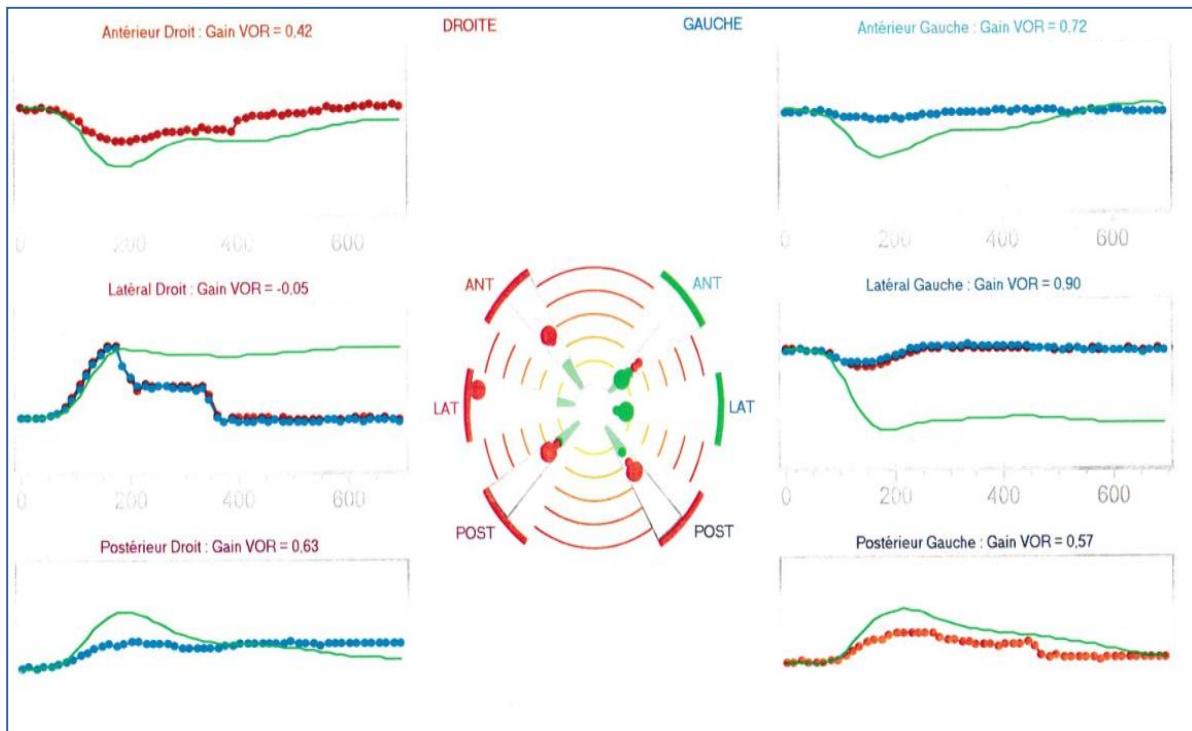 Antérieur Droit : Gain VOR = 0,42
DROITE
GAUCHE
Antérieur Gauche : Gain VOR = 0,72
0 200 400 600
0 200 400 600
Latéral Droit : Gain VOR = -0,05
ANT
ANT
Latéral Gauche : Gain VOR = 0,90
LAT
LAT
0 200 400 600
0 200 400 600
POST
POST
Postérieur Droit : Gain VOR = 0,63
Postérieur Gauche : Gain VOR = 0,57